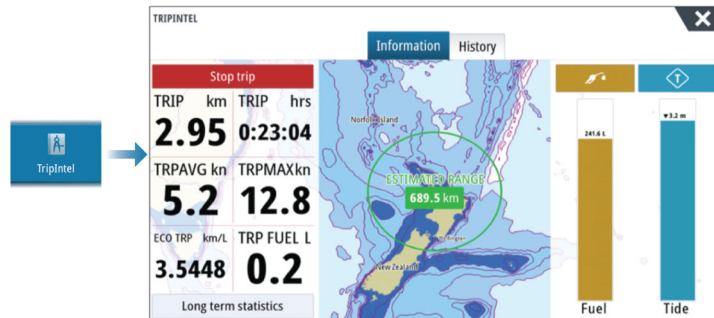 TRIPINTEL
X
Information
History
Stop trip
TRIP km
TRIP hrs
2.95
0:23:04
TRPAVG kn
TRPMAX kn
5.2
12.8
ECO TRP km/L
TRP FUEL L
3.5448
0.2
Long term statistics
TripIntel
Norfolk Island
ESTIMATED RANGE
689.5 km
Wellington
New Zealand
T
241.6 L
▼3.2 m
Fuel
Tide